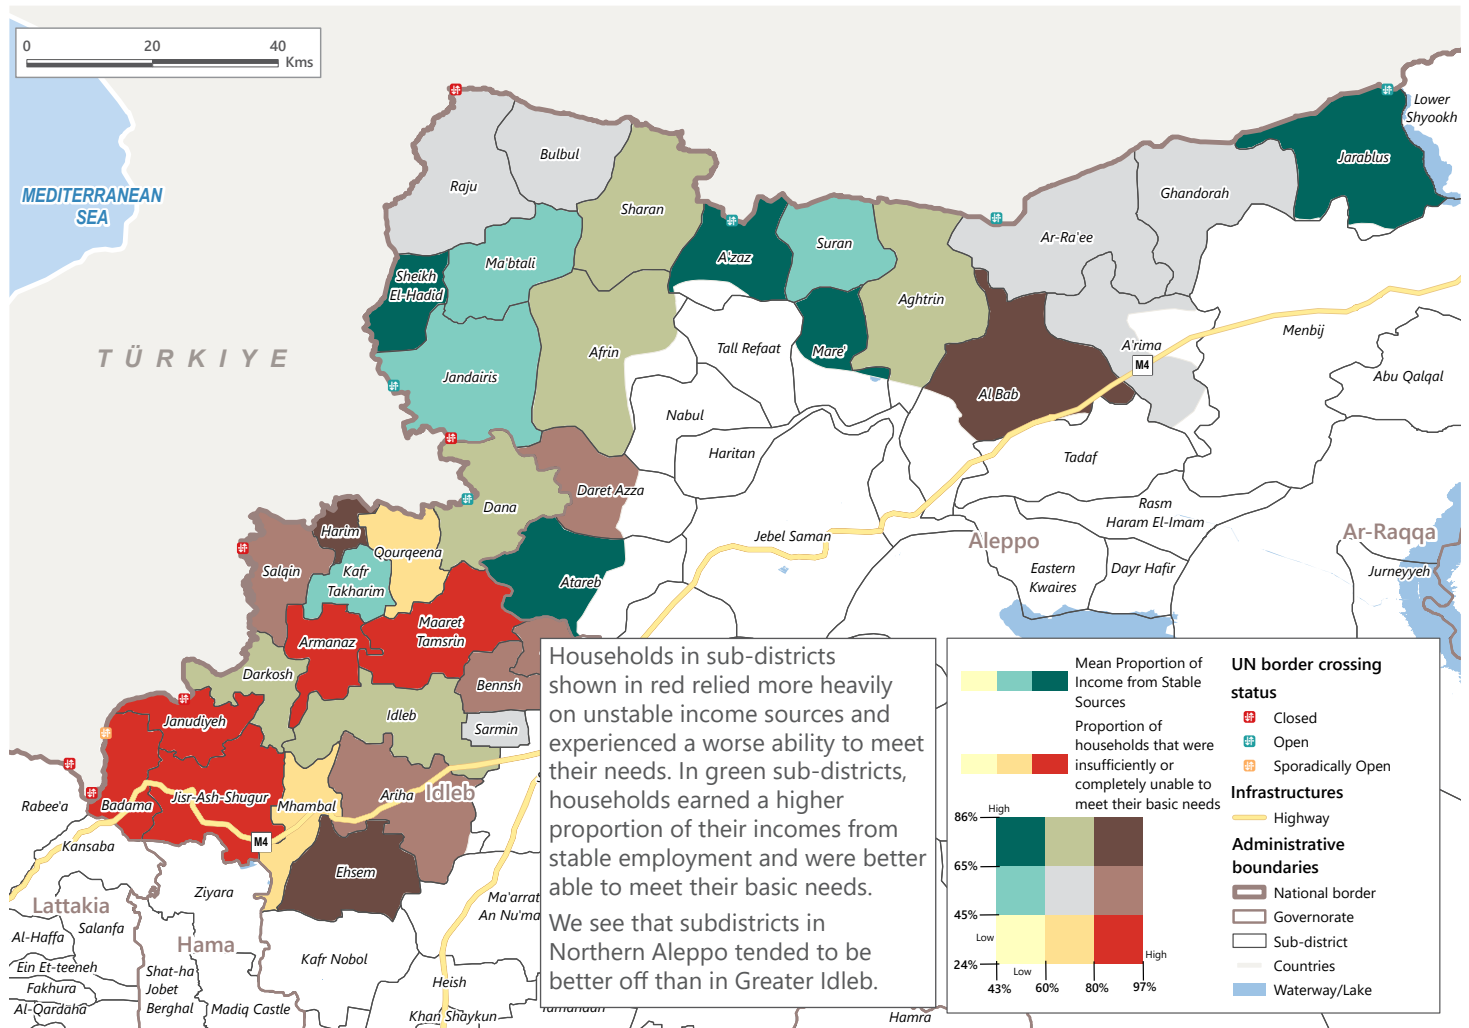 0 20 40
Kms
MEDITERRANEAN
SEA
TÜRKIYE
Raju
Bulbul
Sharan
Ma'btali
Sheikh
El-Hadid
Jandairis
Afrin
A'zaz
Suran
Mare'
Aghtrin
Ar-Ra'ee
Ghandorah
Jarablus
Lower
Shyookh
Tall Refaat
Nabul
Haritan
Al Bab
A'rima
M4
Menbij
Abu Qalqal
Tadaf
Rasm
Haram El-Imam
Aleppo
Ar-Raqqa
Jurneyyeh
Eastern
Kwaires
Dayr Hafir
Jebel Saman
Daret Azza
Dana
Atareb
Harim
Qourqeena
Salqin
Kafr
Takharim
Armanaz
Maaret
Tamsrin
Darkosh
Bennsh
Idleb
Sarmin
Janudiyeh
Badama
Jisr-Ash-Shugur
Mhambal
Ariha
Idleb
M4
Ehsem
Rabee'a
Kansaba
Ziyara
Lattakia
Al-Haffa
Salanfa
Hama
Ein Et-teeneh
Fakhura
Al-Qardaha
Shat-ha
Jobet
Berghal
Madiq Castle
Kafr Nobol
Heish
Khan Shaykun
Ma'arrat
An Nu'ma
Tamanaah
Hamra
Households in sub-districts
shown in red relied more heavily
on unstable income sources and
experienced a worse ability to meet
their needs. In green sub-districts,
households earned a higher
proportion of their incomes from
stable employment and were better
able to meet their basic needs.
We see that subdistricts in
Northern Aleppo tended to be
better off than in Greater Idleb.
Mean Proportion of
Income from Stable
Sources
Proportion of
households that were
insufficiently or
completely unable to
meet their basic needs
High
86%
65%
45%
Low
24%
Low
High
43% 60% 80% 97%
UN border crossing
status
Closed
Open
Sporadically Open
Infrastructures
Highway
Administrative
boundaries
National border
Governorate
Sub-district
Countries
Waterway/Lake